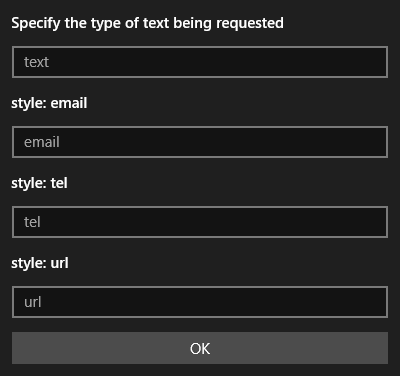 Specify the type of text being requested
text
style: email
email
style: tel
tel
style: url
url
OK